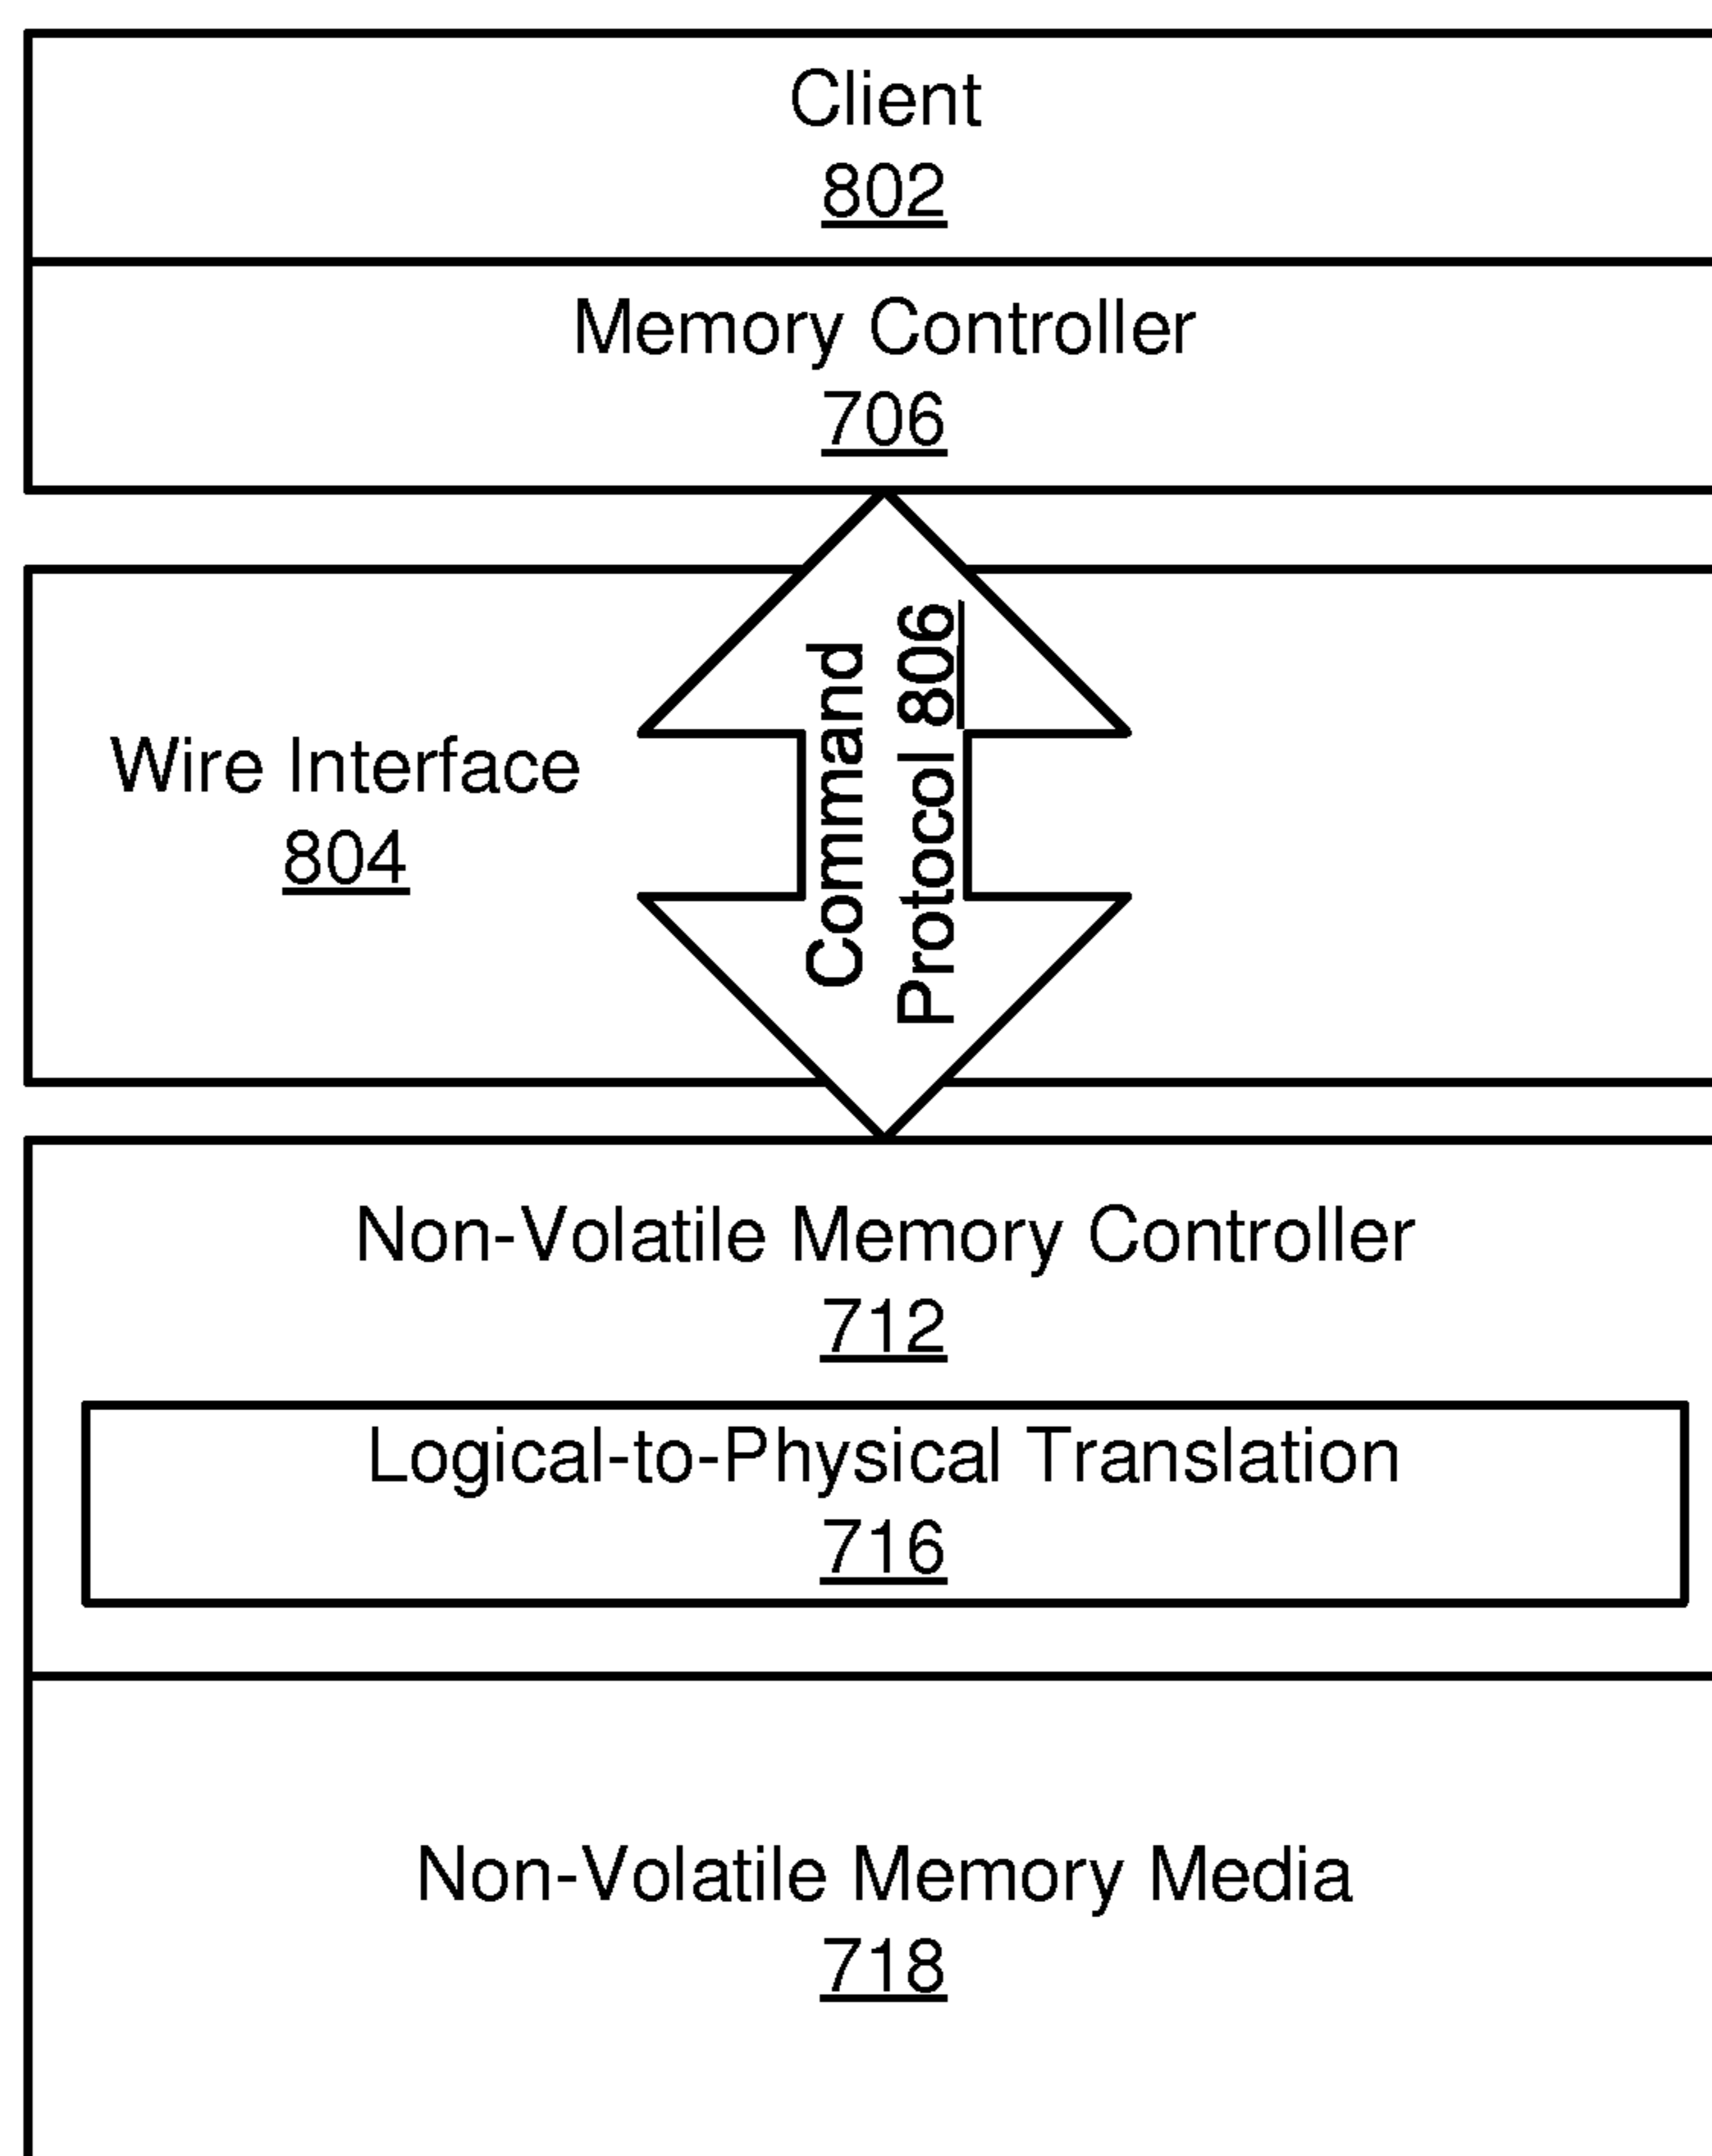 Client
802
Memory Controller
706
Wire Interface
804
Command
Protocol 806
Non-Volatile Memory Controller
712
Logical-to-Physical Translation
716
Non-Volatile Memory Media
718